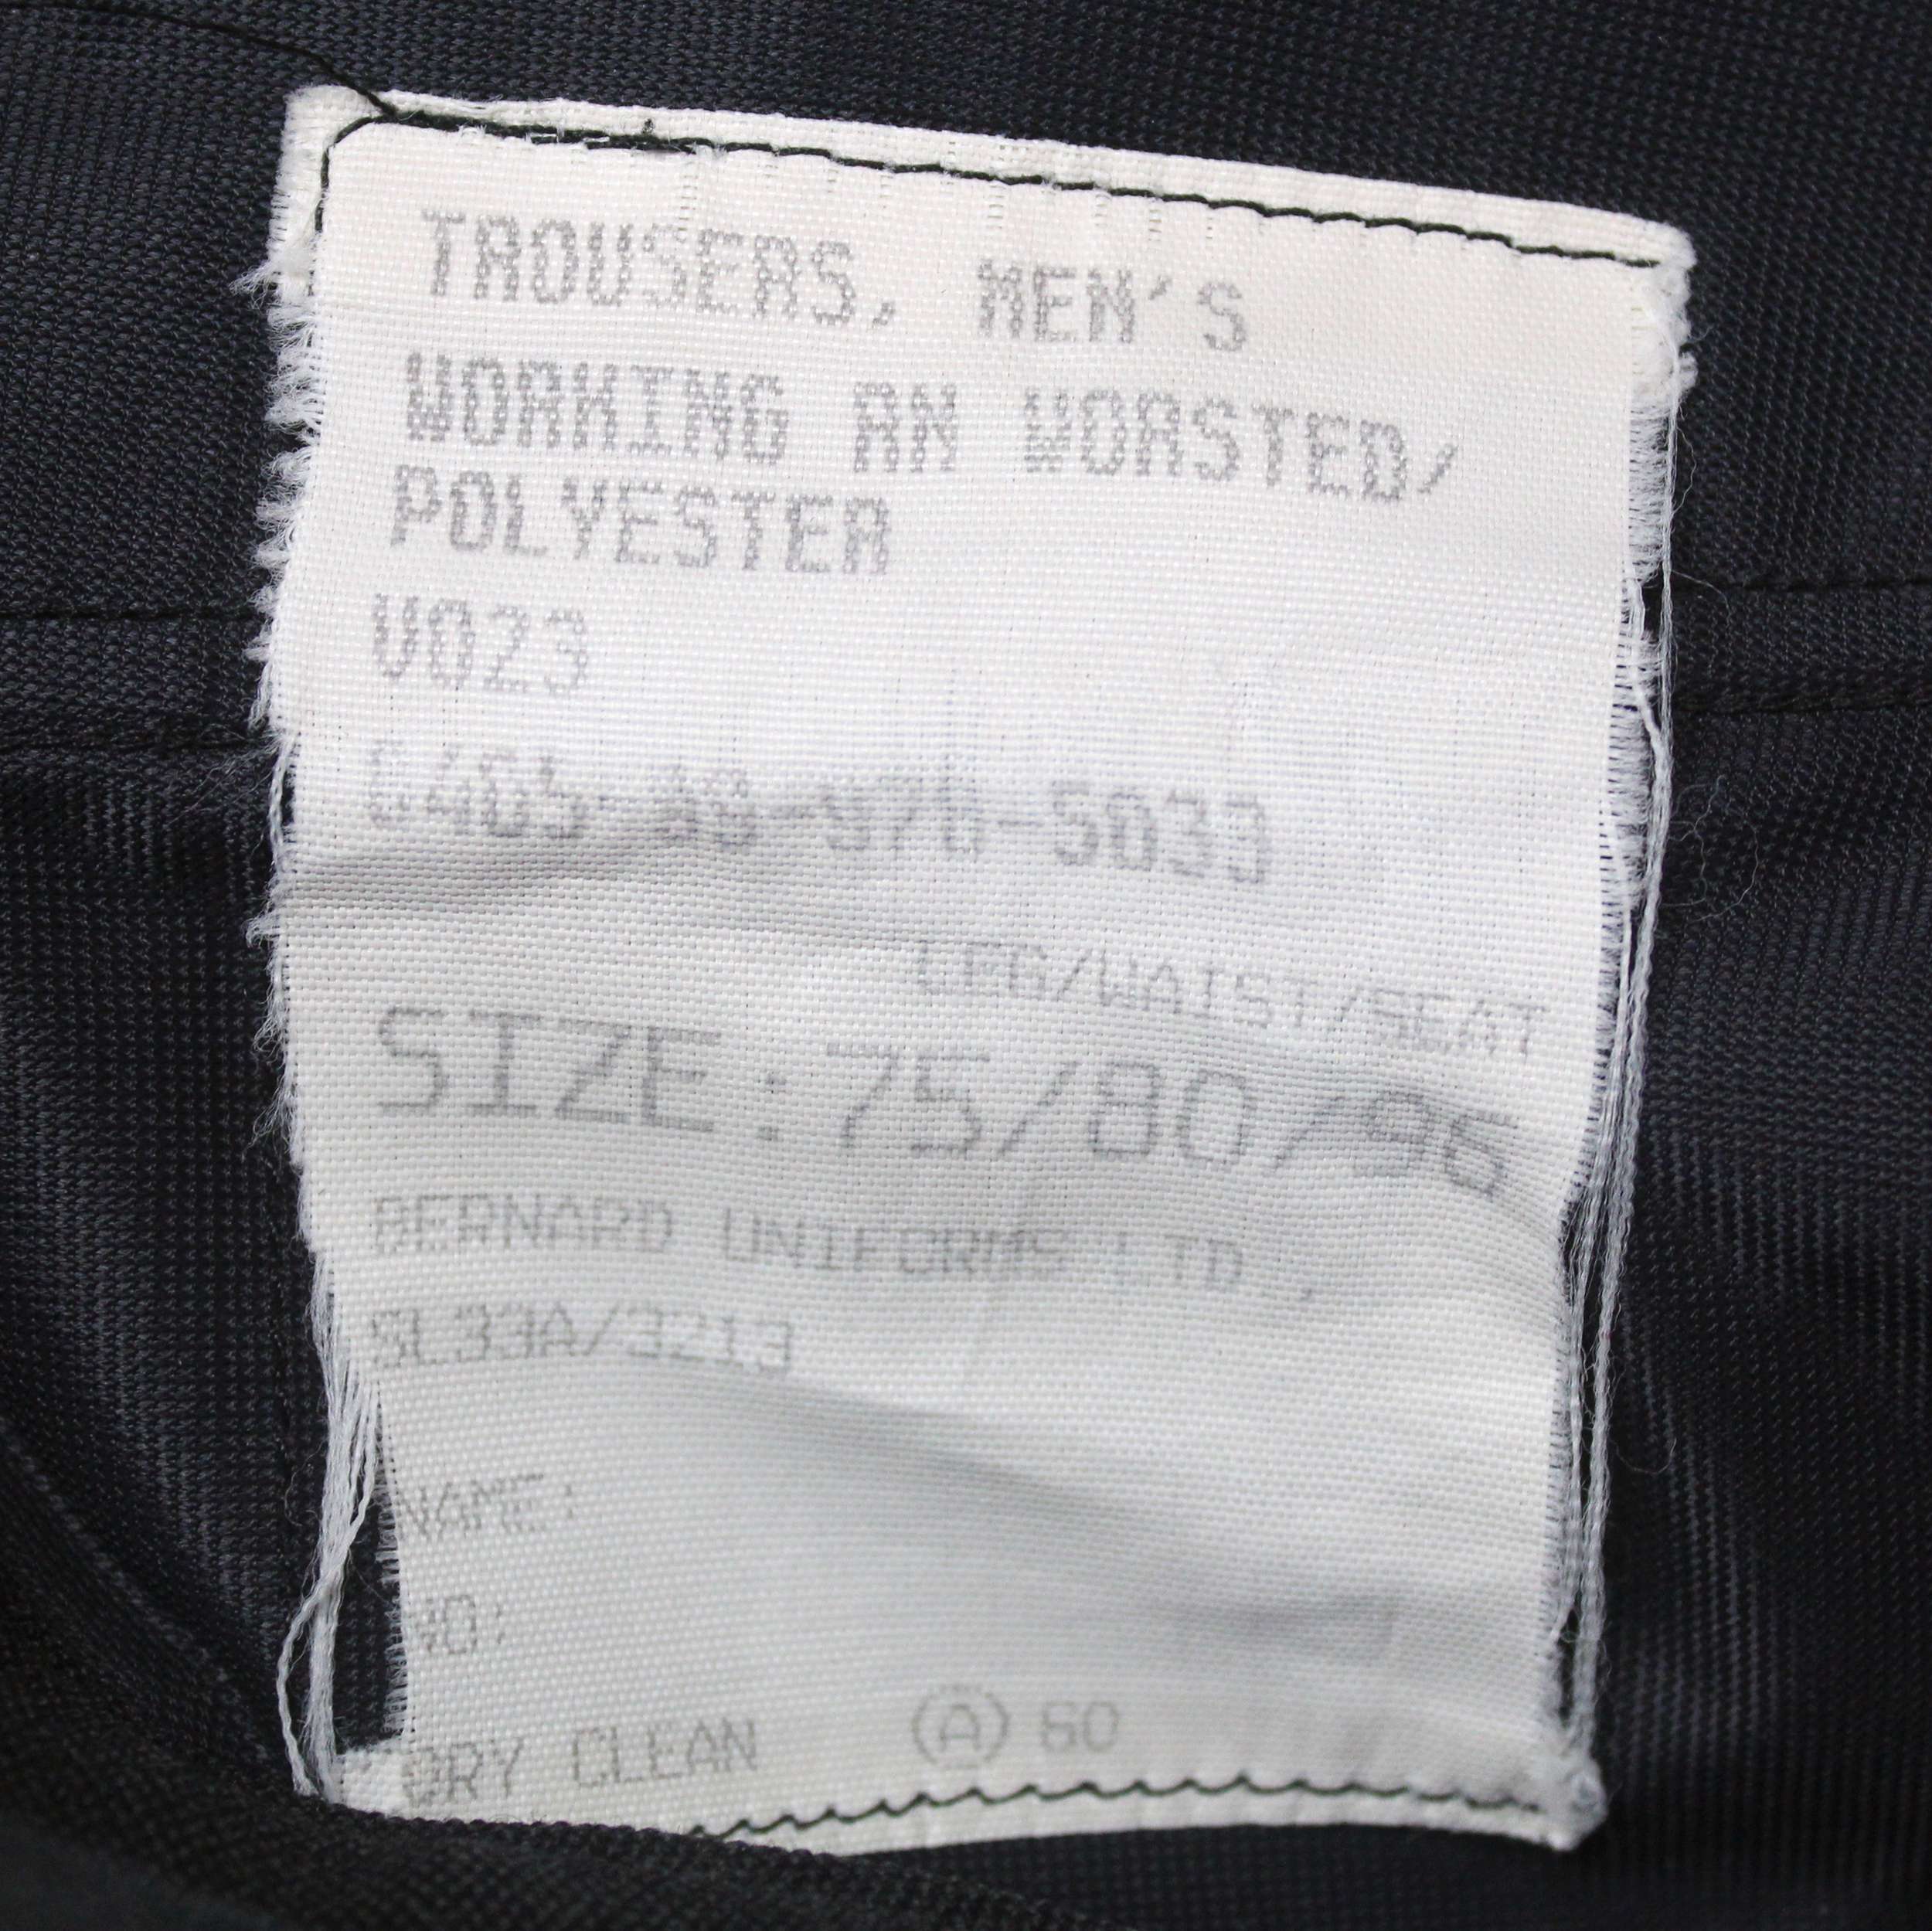 TROUSERS, MEN'S
WORKING RN WORSTED/
POLYESTER
V023
LEG/WAIST/SEAT
SIZE: 75/80/96
BERNARD UNIFORMS LTD.,
SL33A/3213
NAME:
NO:
DRY CLEAN (A) 60